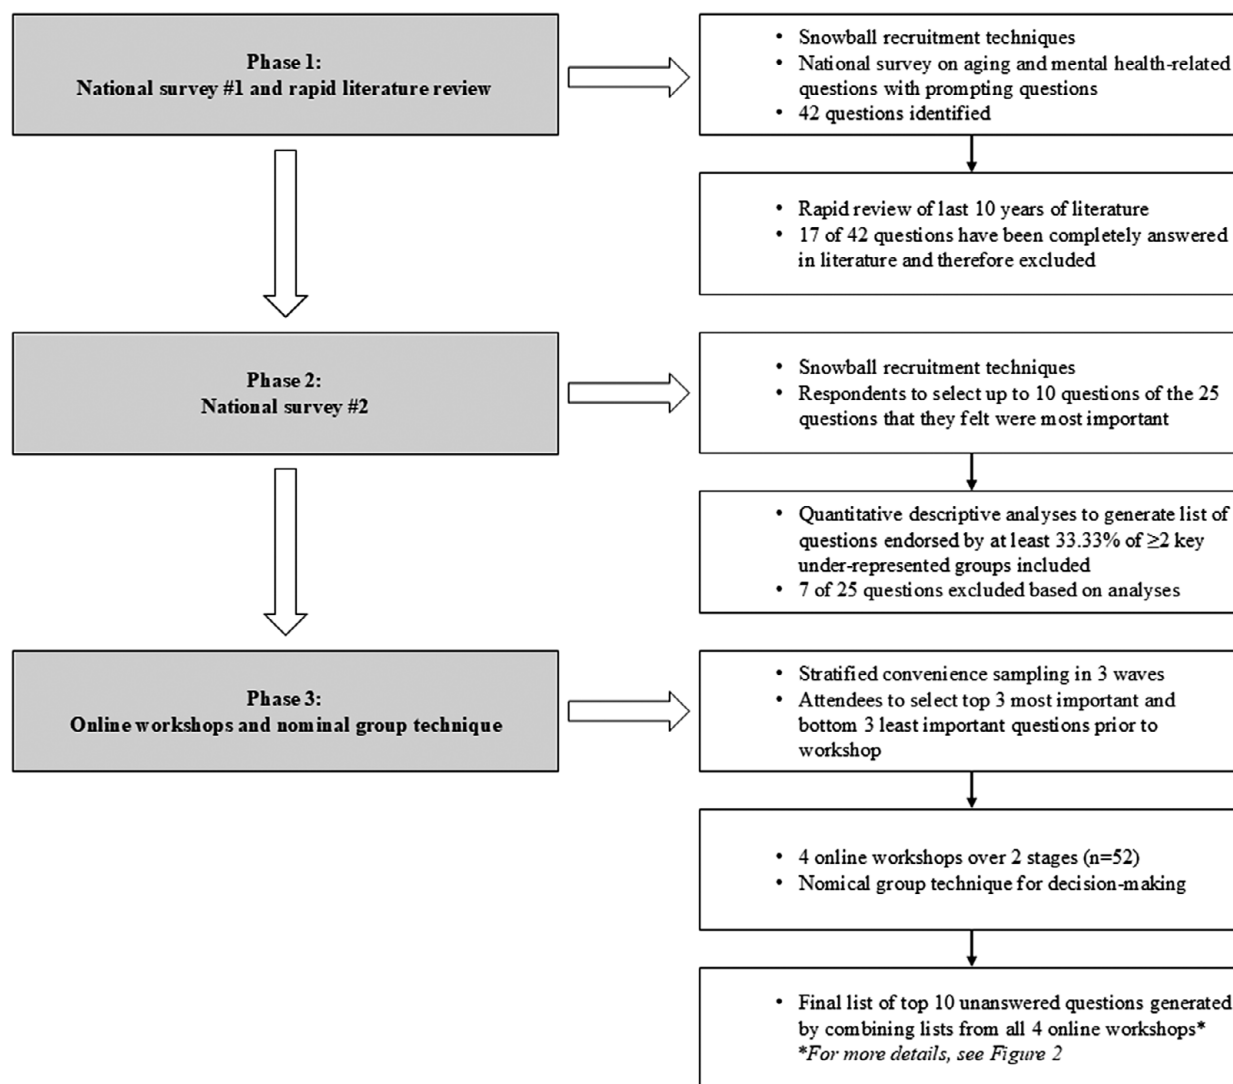 Phase 1:
National survey #1 and rapid literature review
• Snowball recruitment techniques
• National survey on aging and mental health-related
questions with prompting questions
• 42 questions identified
• Rapid review of last 10 years of literature
• 17 of 42 questions have been completely answered
in literature and therefore excluded
Phase 2:
National survey #2
• Snowball recruitment techniques
• Respondents to select up to 10 questions of the 25
questions that they felt were most important
• Quantitative descriptive analyses to generate list of
questions endorsed by at least 33.33% of ≥2 key
under-represented groups included
• 7 of 25 questions excluded based on analyses
Phase 3:
Online workshops and nominal group technique
• Stratified convenience sampling in 3 waves
• Attendees to select top 3 most important and
bottom 3 least important questions prior to
workshop
• 4 online workshops over 2 stages (n=52)
• Nomical group technique for decision-making
• Final list of top 10 unanswered questions generated
by combining lists from all 4 online workshops*
*For more details, see Figure 2